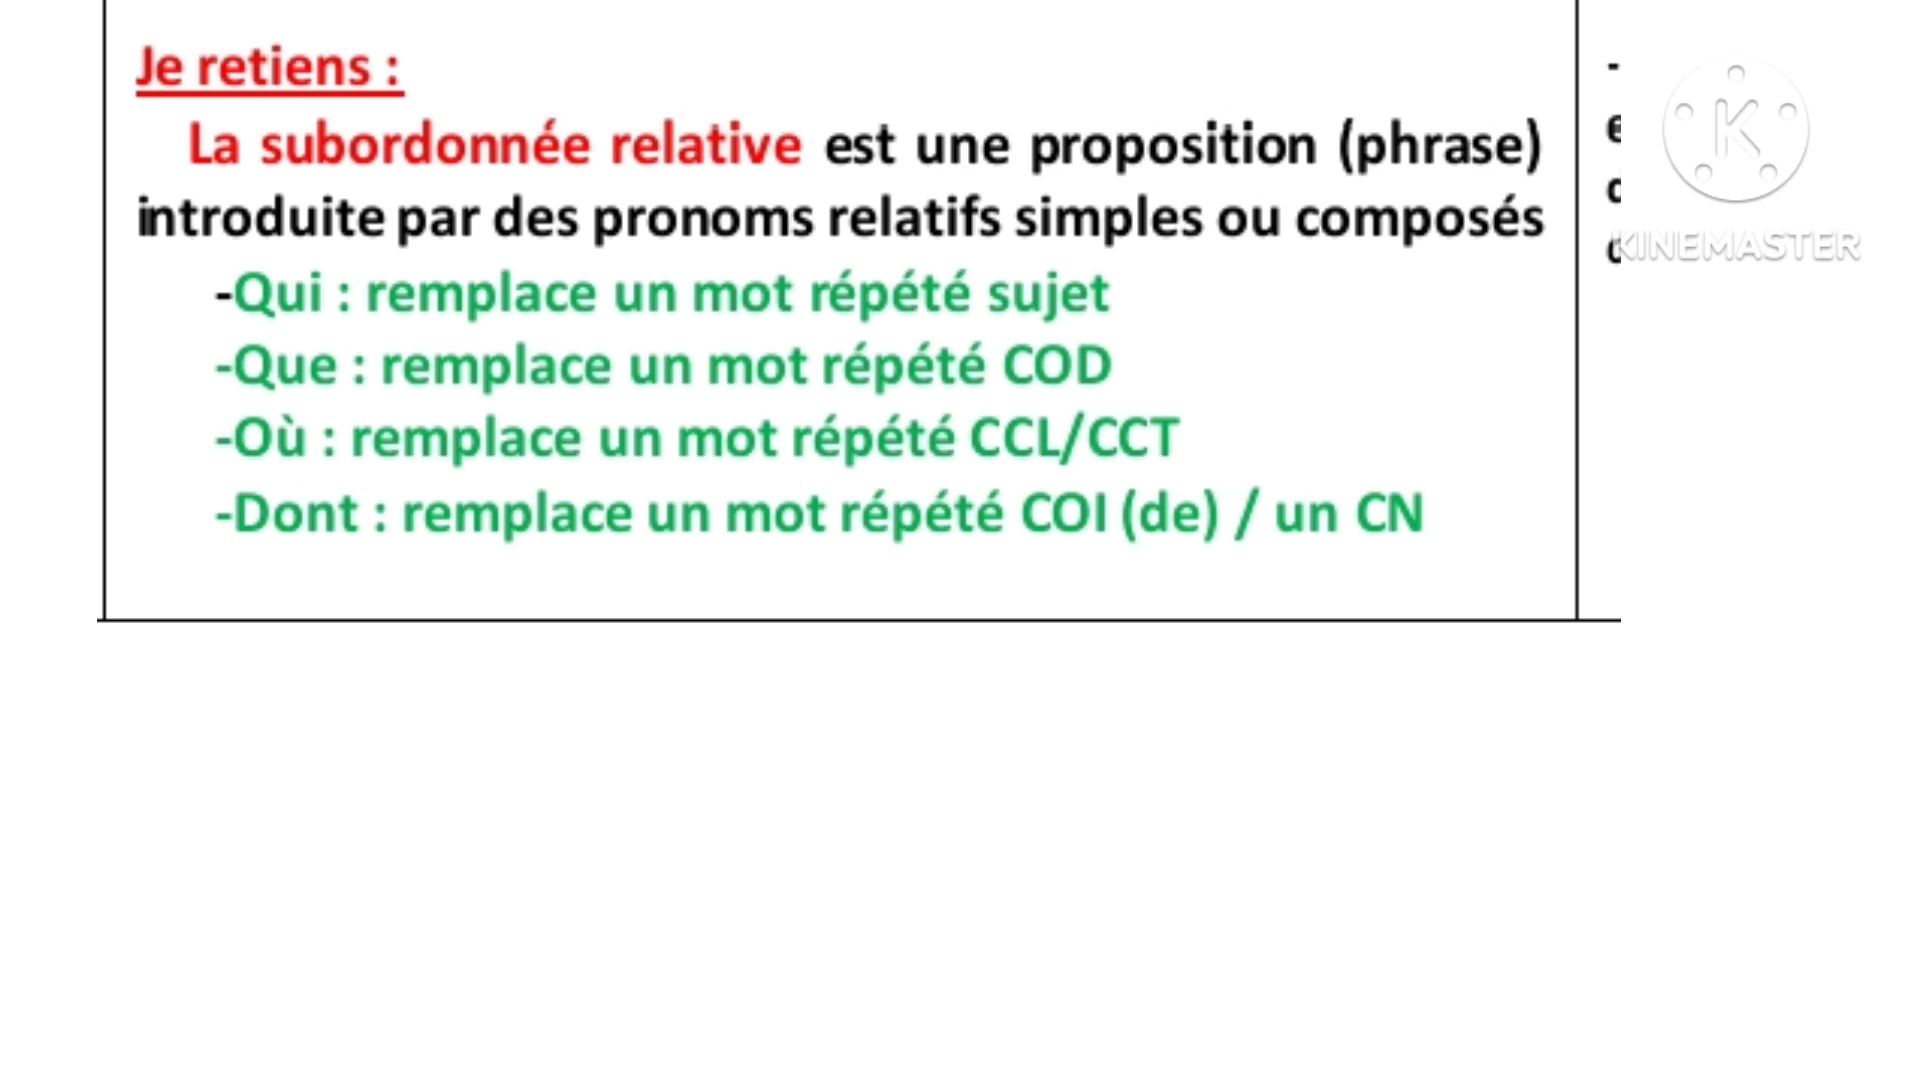 Je retiens :
La subordonnée relative est une proposition (phrase)
introduite par des pronoms relatifs simples ou composés
-Qui : remplace un mot répété sujet
-Que : remplace un mot répété COD
-Où : remplace un mot répété CCL/CCT
-Dont : remplace un mot répété COI (de) / un CN
KINEMASTER